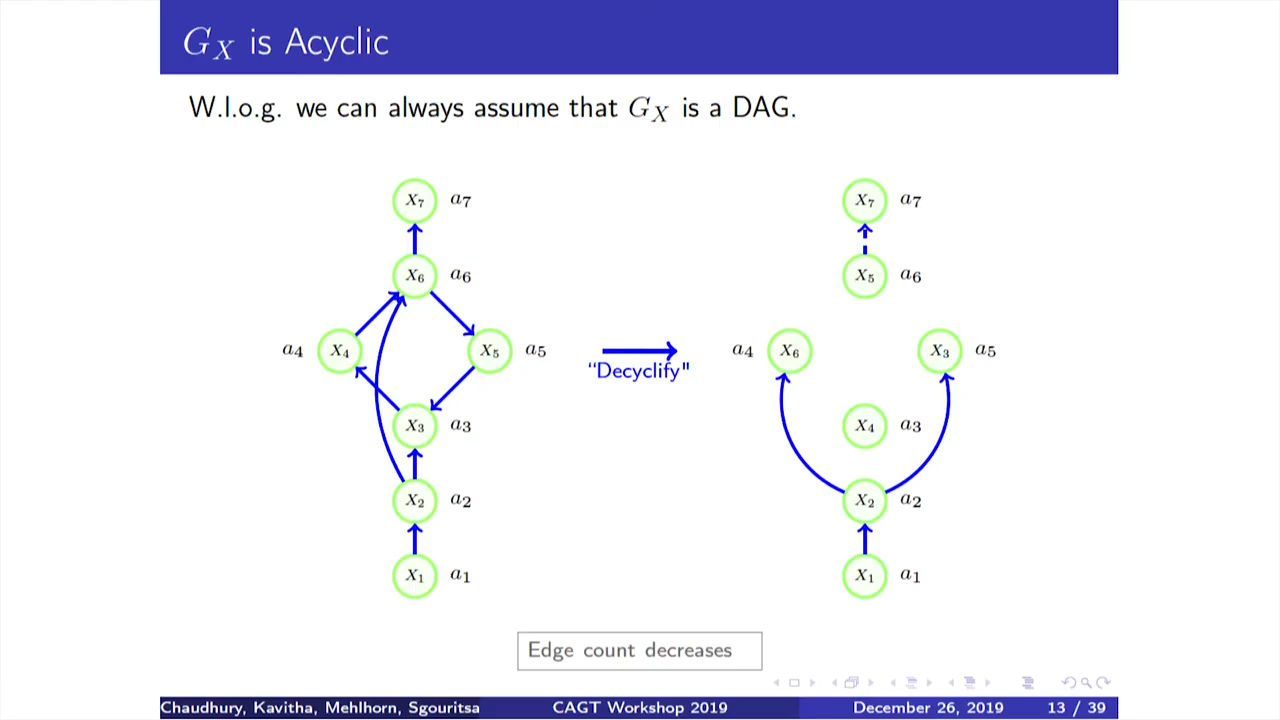 G_X is Acyclic
W.l.o.g. we can always assume that G_X is a DAG.
X_7 a_7
X_6 a_6
a_4 X_4 X_5 a_5
X_3 a_3
X_2 a_2
X_1 a_1
“Decyclify"
X_7 a_7
X_5 a_6
a_4 X_6 X_3 a_5
X_4 a_3
X_2 a_2
X_1 a_1
Edge count decreases
Chaudhury, Kavitha, Mehlhorn, Sgouritsa CAGT Workshop 2019 December 26, 2019 13 / 39